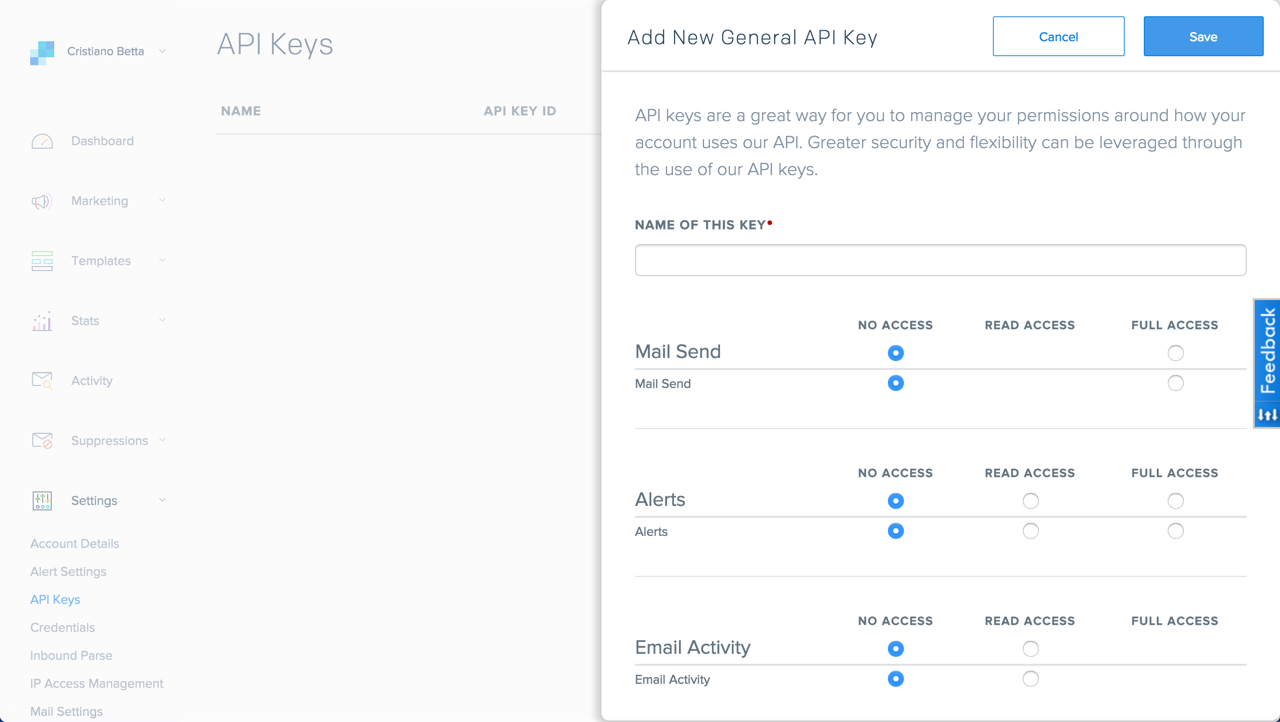 Cristiano Betta
Dashboard
Marketing
Templates
Stats
Activity
Suppressions
Settings
Account Details
Alert Settings
API Keys
Credentials
Inbound Parse
IP Access Management
Mail Settings
API Keys
NAME API KEY ID
Add New General API Key
Cancel Save
API keys are a great way for you to manage your permissions around how your
account uses our API. Greater security and flexibility can be leveraged through
the use of our API keys.
NAME OF THIS KEY•
NO ACCESS READ ACCESS FULL ACCESS
Mail Send
Mail Send
NO ACCESS READ ACCESS FULL ACCESS
Alerts
Alerts
NO ACCESS READ ACCESS FULL ACCESS
Email Activity
Email Activity
Feedback